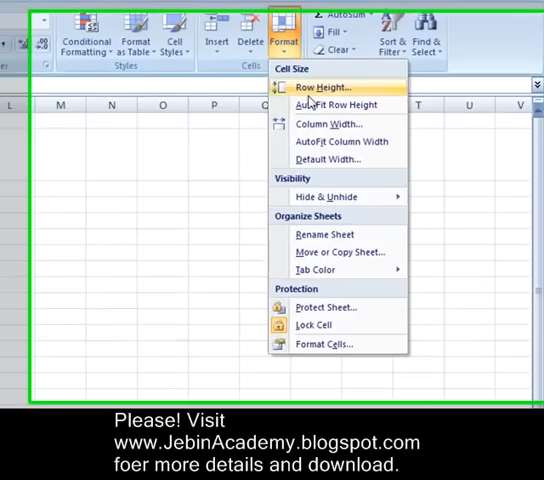 AutoSum
Fill
Clear
Conditional Formatting
Format as Table
Cell Styles
Insert
Delete
Format
Sort & Filter
Find & Select
Styles
Cells
L M N O P T U V
Cell Size
Row Height...
AutoFit Row Height
Column Width...
AutoFit Column Width
Default Width...
Visibility
Hide & Unhide
Organize Sheets
Rename Sheet
Move or Copy Sheet...
Tab Color
Protection
Protect Sheet...
Lock Cell
Format Cells...
Please! Visit
www.JebinAcademy.blogspot.com
foer more details and download.